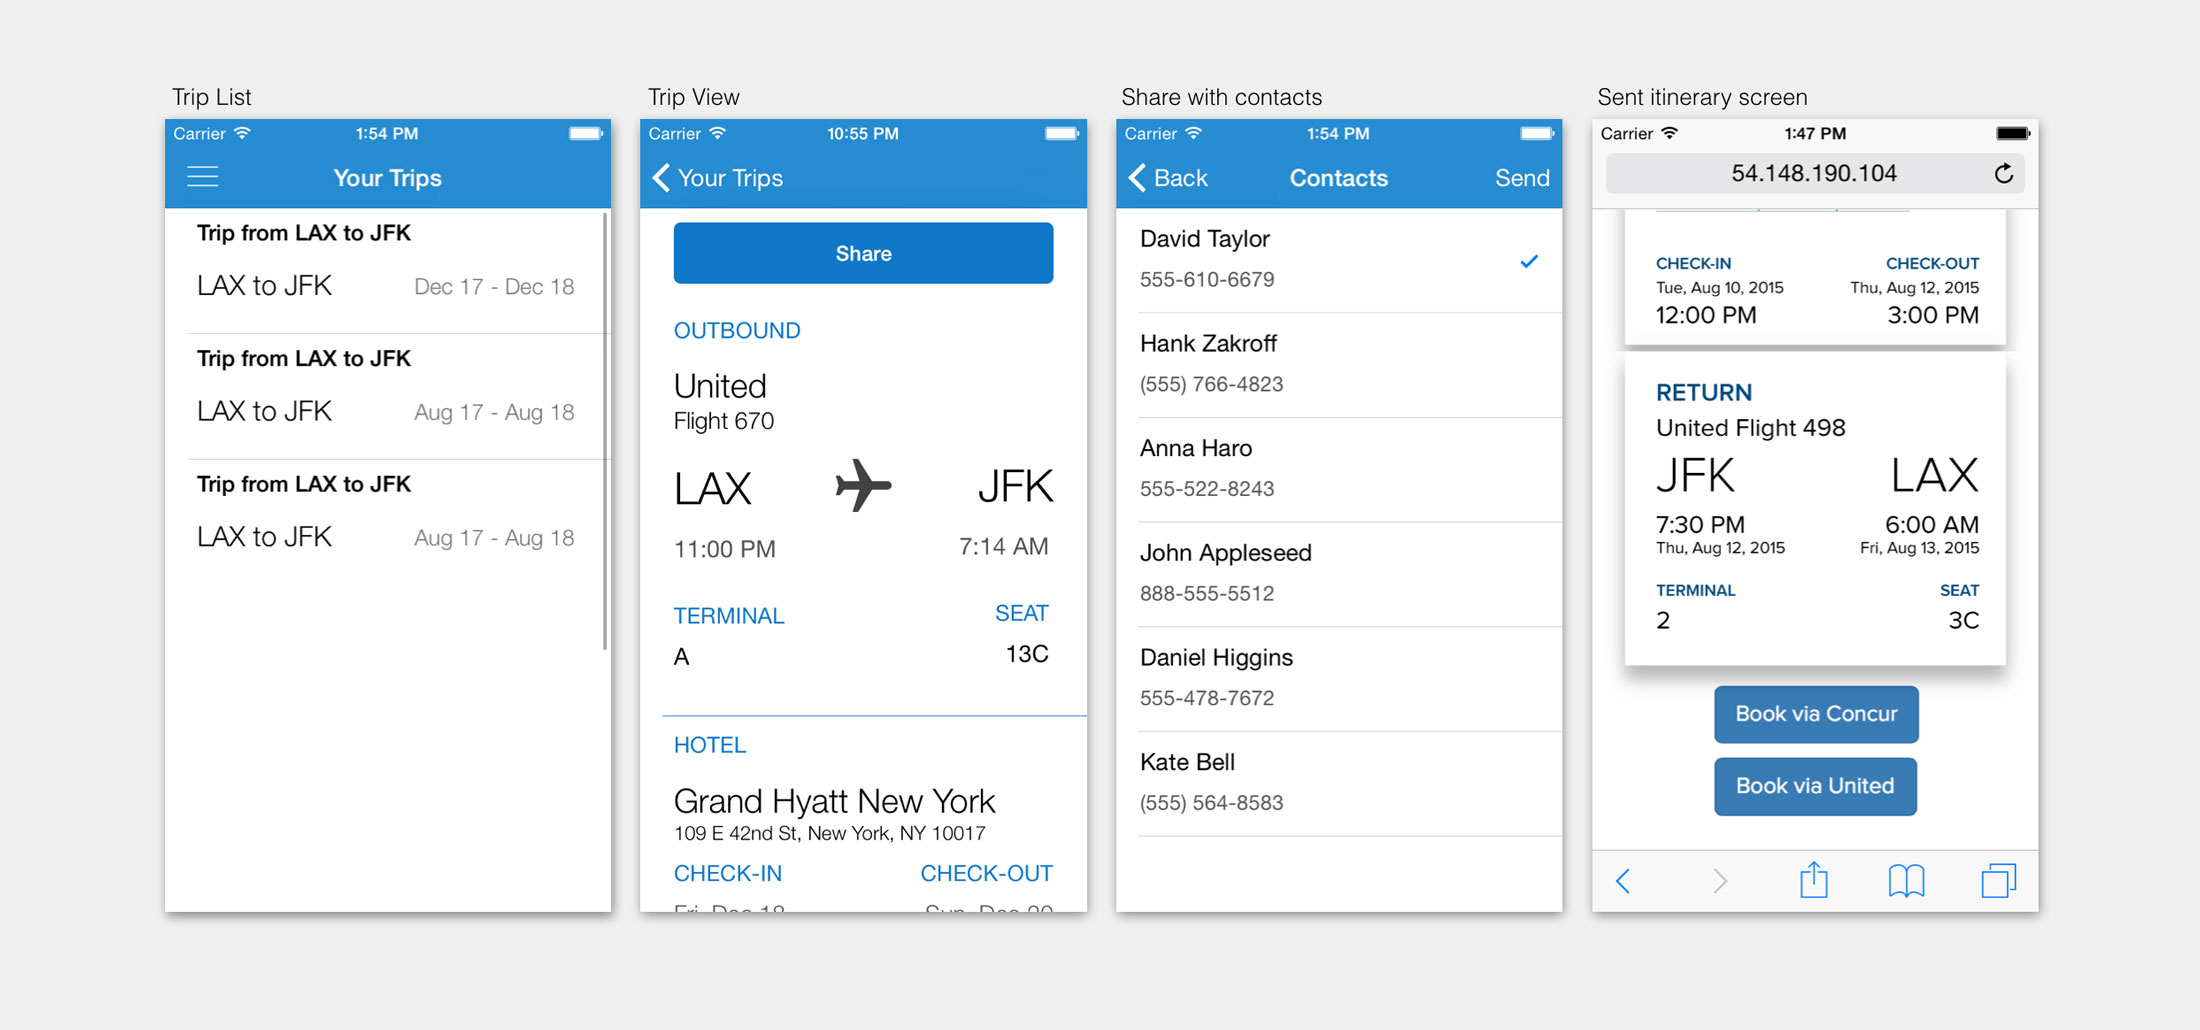 Trip List
Carrier 1:54 PM
Your Trips
Trip from LAX to JFK
LAX to JFK Dec 17 - Dec 18
Trip from LAX to JFK
LAX to JFK Aug 17 - Aug 18
Trip from LAX to JFK
LAX to JFK Aug 17 - Aug 18
Trip View
Carrier 10:55 PM
Your Trips
Share
OUTBOUND
United
Flight 670
LAX JFK
11:00 PM 7:14 AM
TERMINAL SEAT
A 13C
HOTEL
Grand Hyatt New York
109 E 42nd St, New York, NY 10017
CHECK-IN CHECK-OUT
Fri, Dec 18 Sun, Dec 20
Share with contacts
Carrier 1:54 PM
Back Contacts Send
David Taylor
555-610-6679
Hank Zakroff
(555) 766-4823
Anna Haro
555-522-8243
John Appleseed
888-555-5512
Daniel Higgins
555-478-7672
Kate Bell
(555) 564-8583
Sent itinerary screen
Carrier 1:47 PM
54.148.190.104
CHECK-IN CHECK-OUT
Tue, Aug 10, 2015 Thu, Aug 12, 2015
12:00 PM 3:00 PM
RETURN
United Flight 498
JFK LAX
7:30 PM 6:00 AM
Thu, Aug 12, 2015 Fri, Aug 13, 2015
TERMINAL SEAT
2 3C
Book via Concur
Book via United